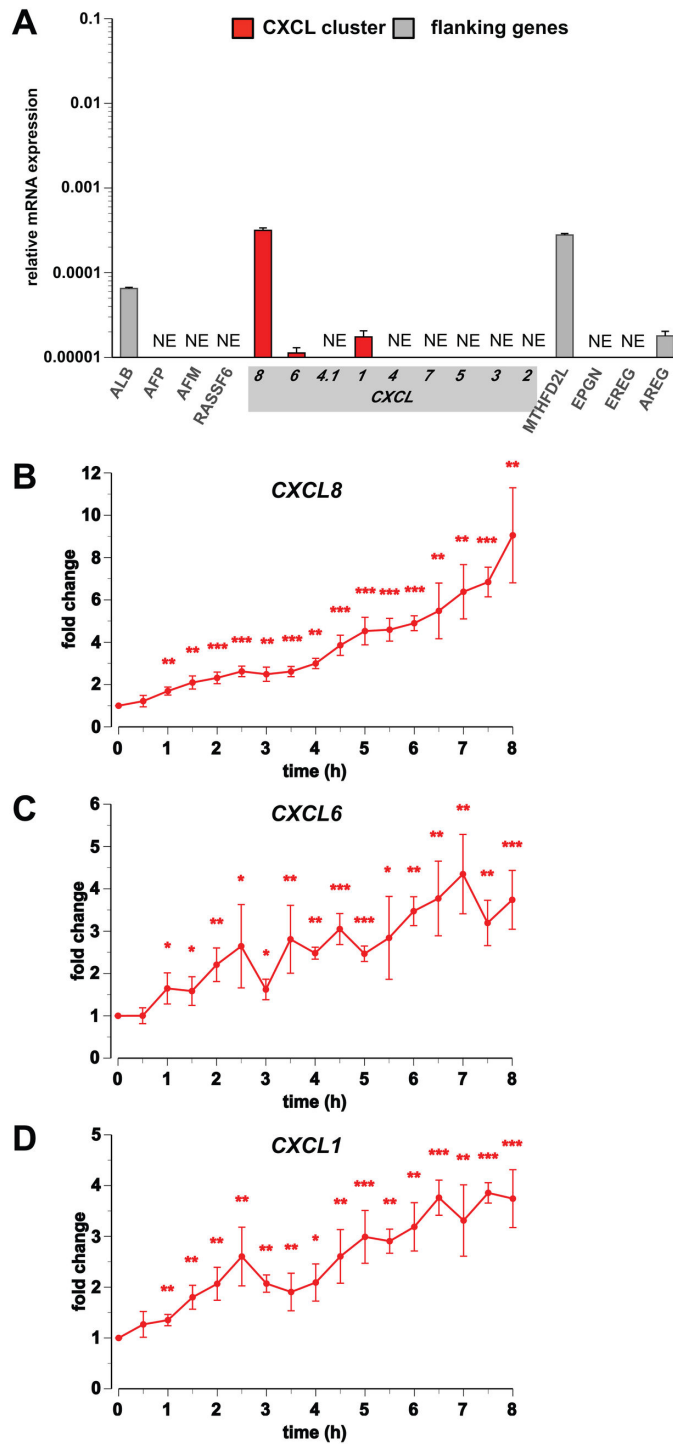 A
CXCL cluster flanking genes
relative mRNA expression
0.1
0.01
0.001
0.0001
0.00001
NE NE NE NE NE NE NE NE NE NE NE
ALB AFP AFM RASSF6 8 6 4.1 1 4 7 5 3 2 MTHFD2L EPGN EREG AREG
CXCL
B
CXCL8
fold change
12
10
8
6
4
2
0
** ** *** *** ** *** ** *** *** *** *** ** ** *** **
0 1 2 3 4 5 6 7 8
time (h)
C
CXCL6
fold change
6
5
4
3
2
1
0
* * ** * * ** ** *** *** * ** ** ** ** ***
0 1 2 3 4 5 6 7 8
time (h)
D
CXCL1
fold change
5
4
3
2
1
0
** ** ** ** ** ** * ** *** ** ** *** ** *** ***
0 1 2 3 4 5 6 7 8
time (h)